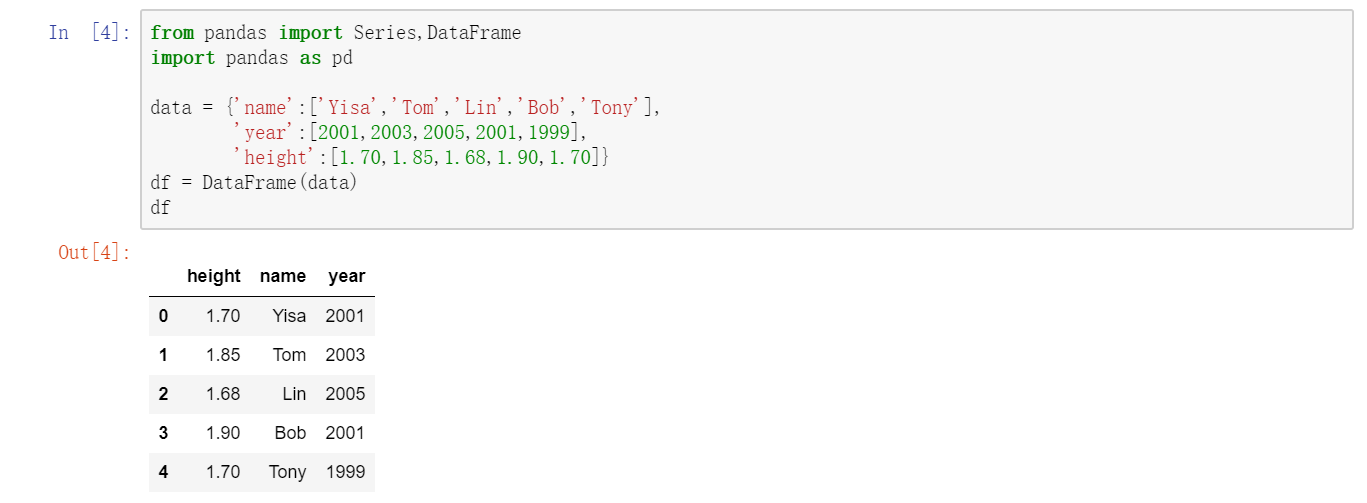 In [4]: from pandas import Series,DataFrame
import pandas as pd
data = {'name':['Yisa','Tom','Lin','Bob','Tony'],
'year':[2001,2003,2005,2001,1999],
'height':[1.70,1.85,1.68,1.90,1.70]}
df = DataFrame(data)
df
Out[4]:
height name year
0 1.70 Yisa 2001
1 1.85 Tom 2003
2 1.68 Lin 2005
3 1.90 Bob 2001
4 1.70 Tony 1999